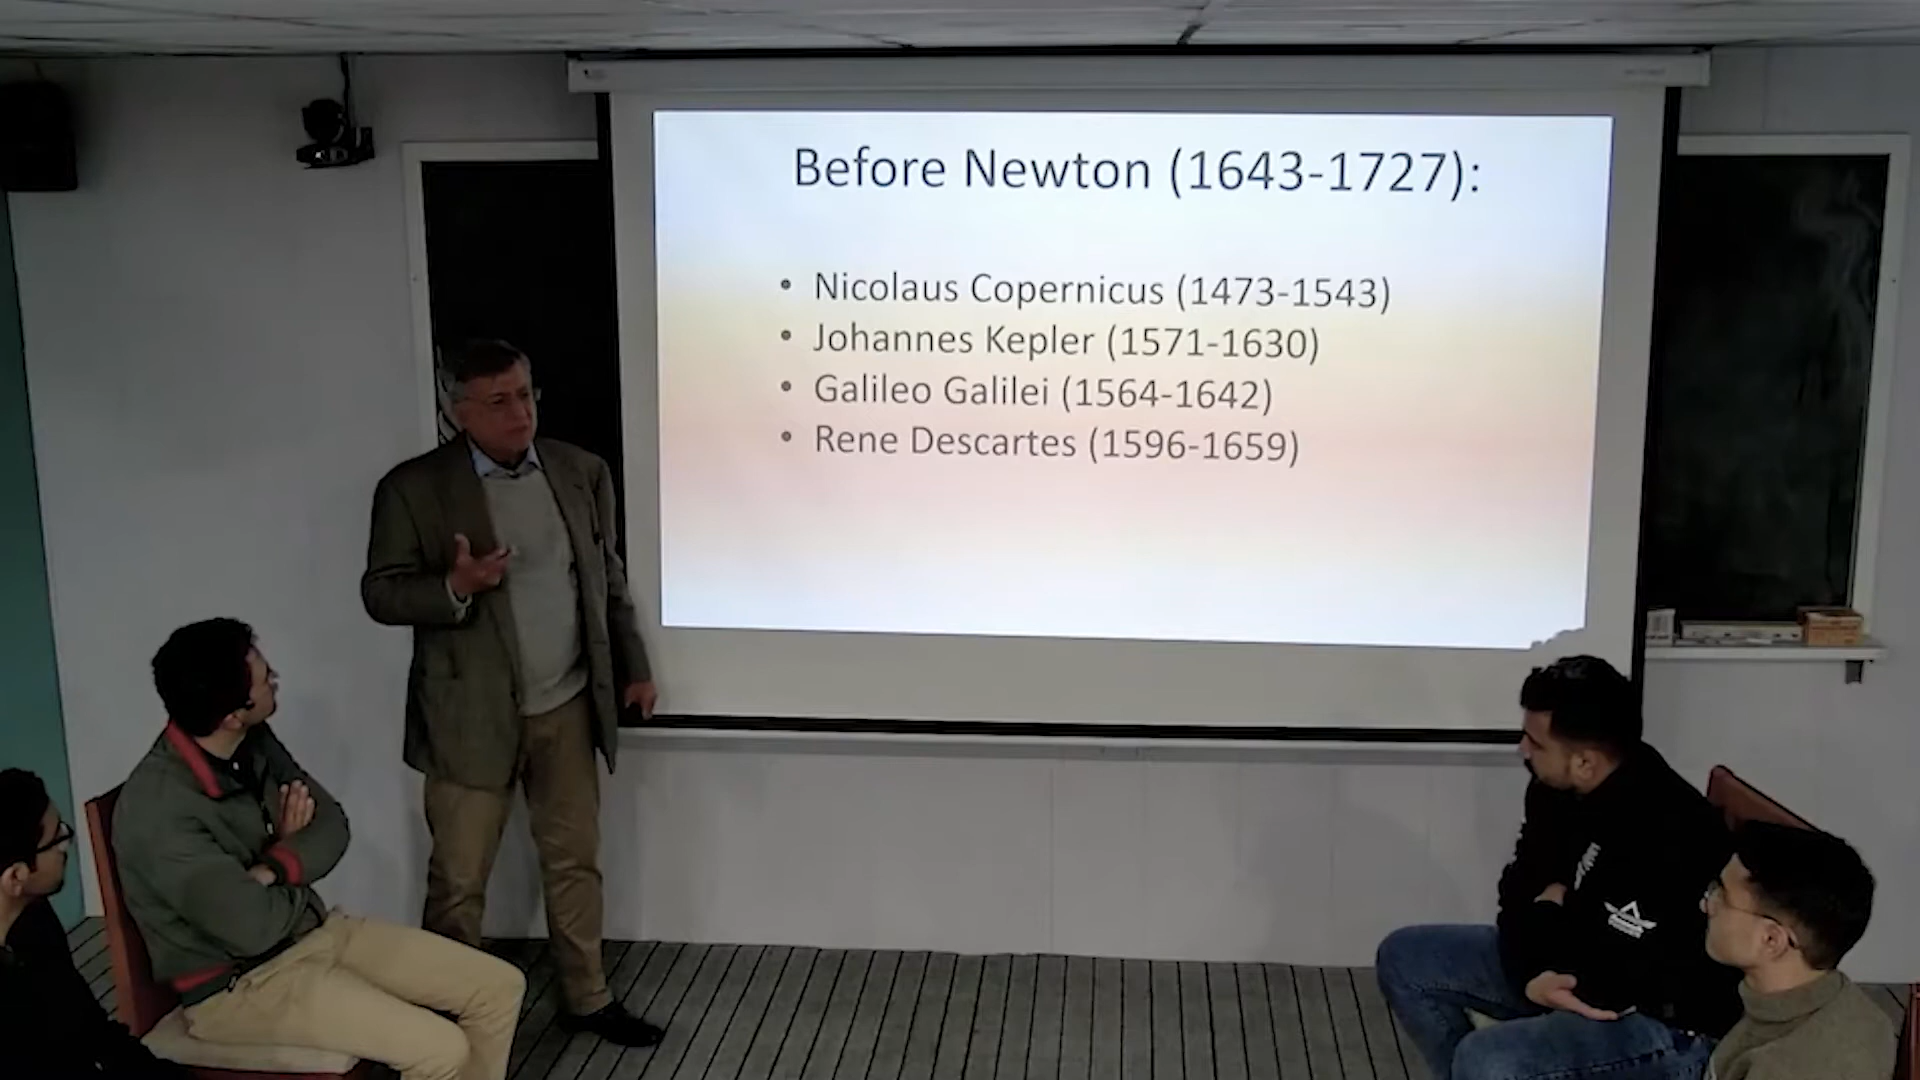 Before Newton (1643-1727):
• Nicolaus Copernicus (1473-1543)
• Johannes Kepler (1571-1630)
• Galileo Galilei (1564-1642)
• Rene Descartes (1596-1659)